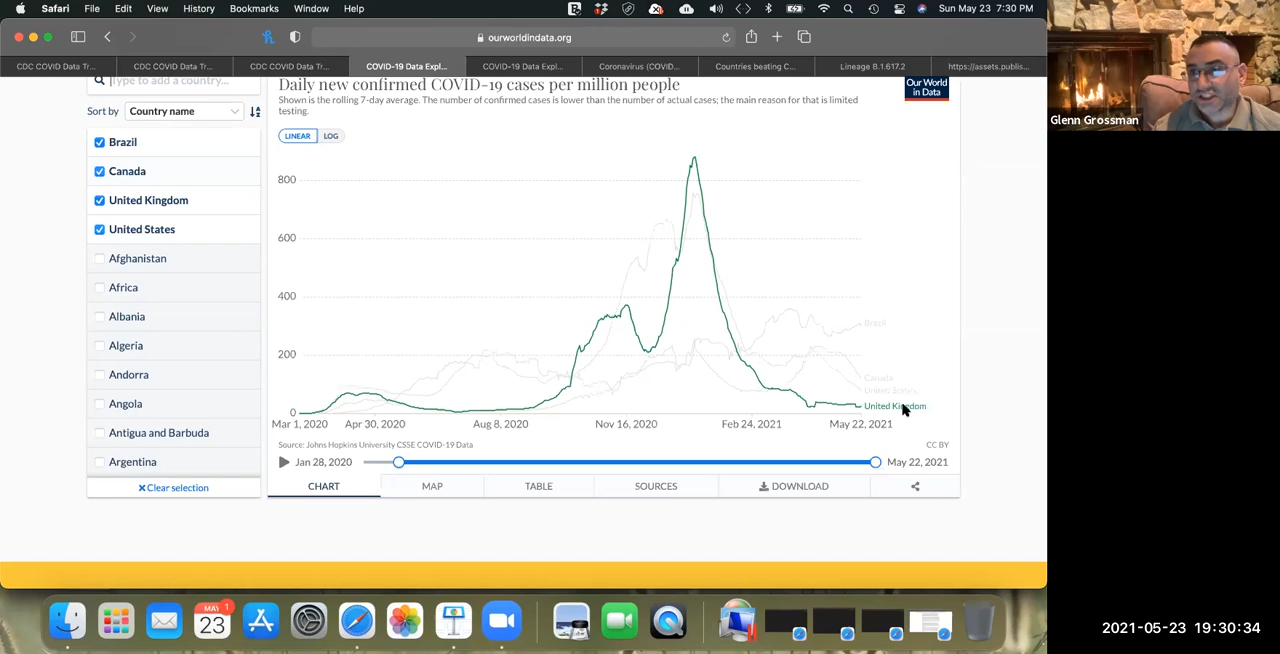 Safari File Edit View History Bookmarks Window Help Sun May 23 7:30 PM
ourworldindata.org
CDC COVID Data Tr... CDC COVID Data Tr... CDC COVID Data Tr... COVID-19 Data Expl... COVID-19 Data Expl... Coronavirus (COVID... Countries beating C... Lineage B.1.617.2 https://assets.publis...
Type to add a country...
Sort by Country name
Brazil
Canada
United Kingdom
United States
Afghanistan
Africa
Albania
Algeria
Andorra
Angola
Antigua and Barbuda
Argentina
Clear selection
Daily new confirmed COVID-19 cases per million people
Shown is the rolling 7-day average. The number of confirmed cases is lower than the number of actual cases; the main reason for that is limited
testing.
Our World
in Data
LINEAR LOG
800
600
400
200
0
Brazil
Canada
United States
United Kingdom
Mar 1, 2020 Apr 30, 2020 Aug 8, 2020 Nov 16, 2020 Feb 24, 2021 May 22, 2021
Source: Johns Hopkins University CSSE COVID-19 Data CC BY
Jan 28, 2020 May 22, 2021
CHART MAP TABLE SOURCES DOWNLOAD
MAY
23
1
Glenn Grossman
2021-05-23 19:30:34